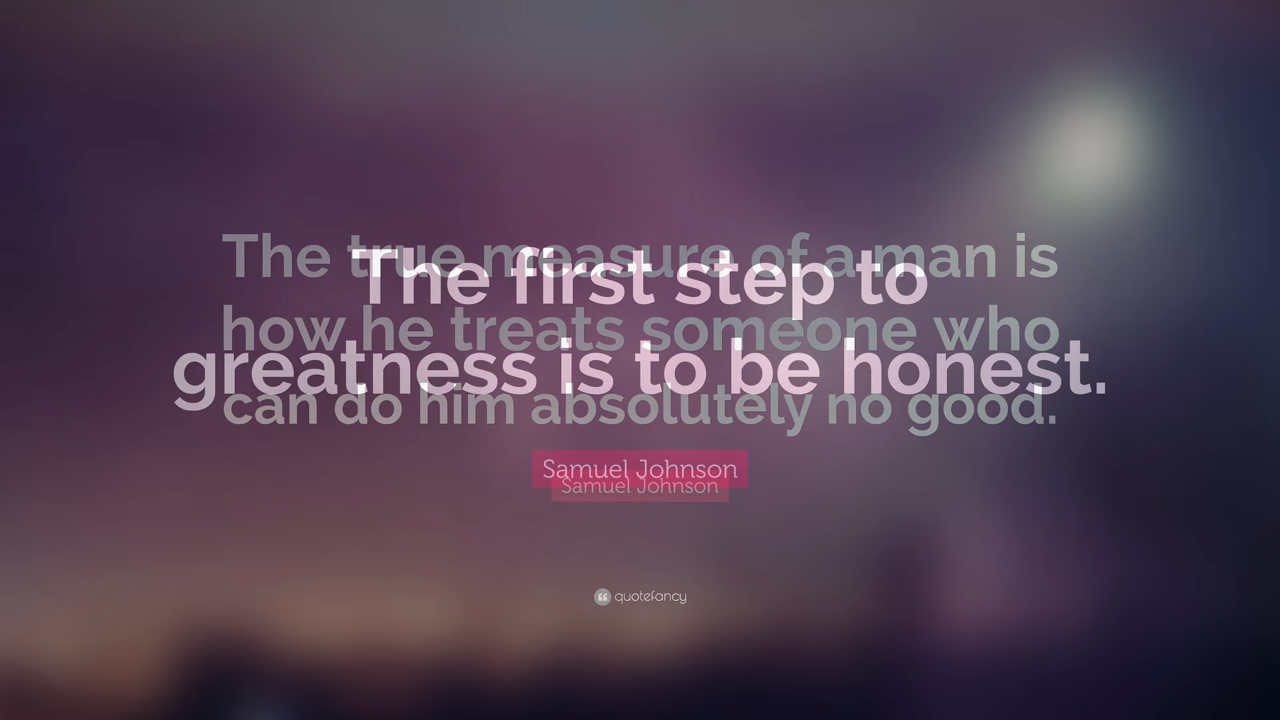 The true measure of a man is
how he treats someone who
can do him absolutely no good.
The first step to
greatness is to be honest.
Samuel Johnson
Samuel Johnson
quotefancy